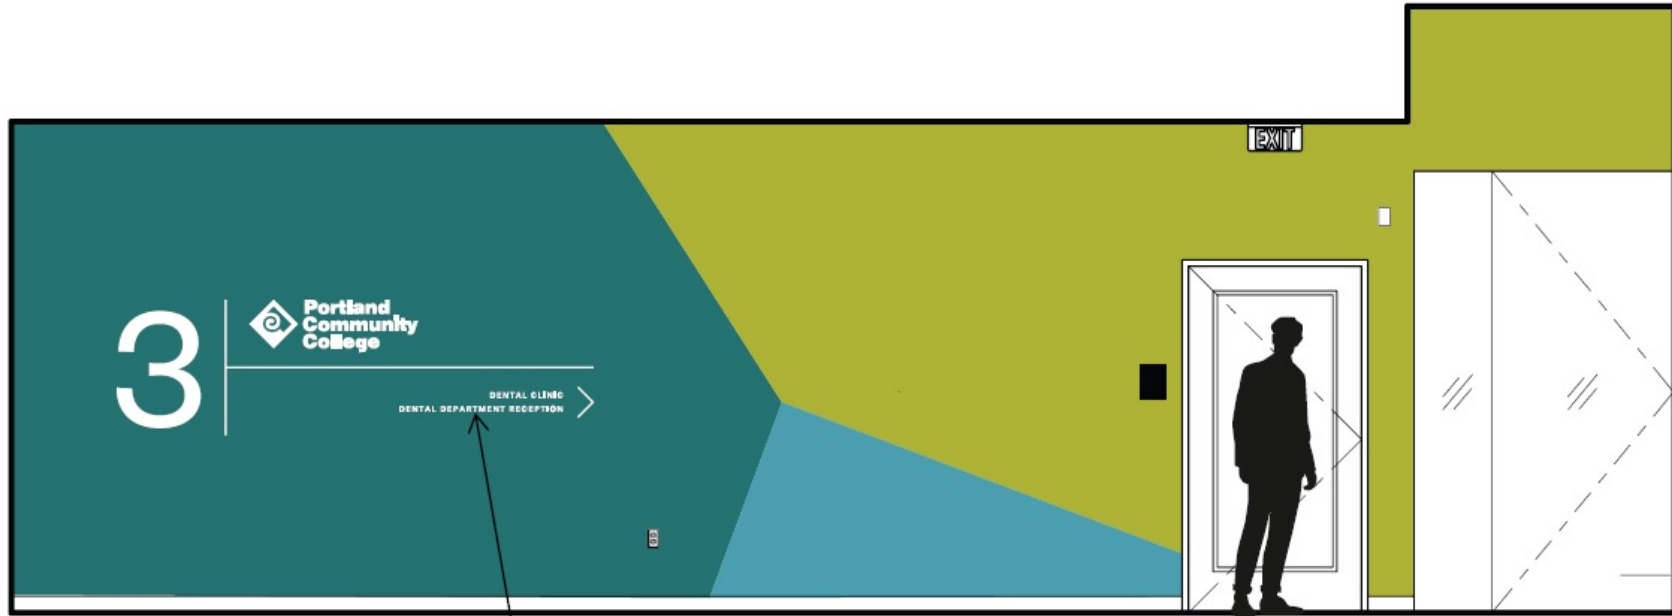 EXIT
3
Portland
Community
College
DENTAL CLINIC
DENTAL DEPARTMENT RECEPTION